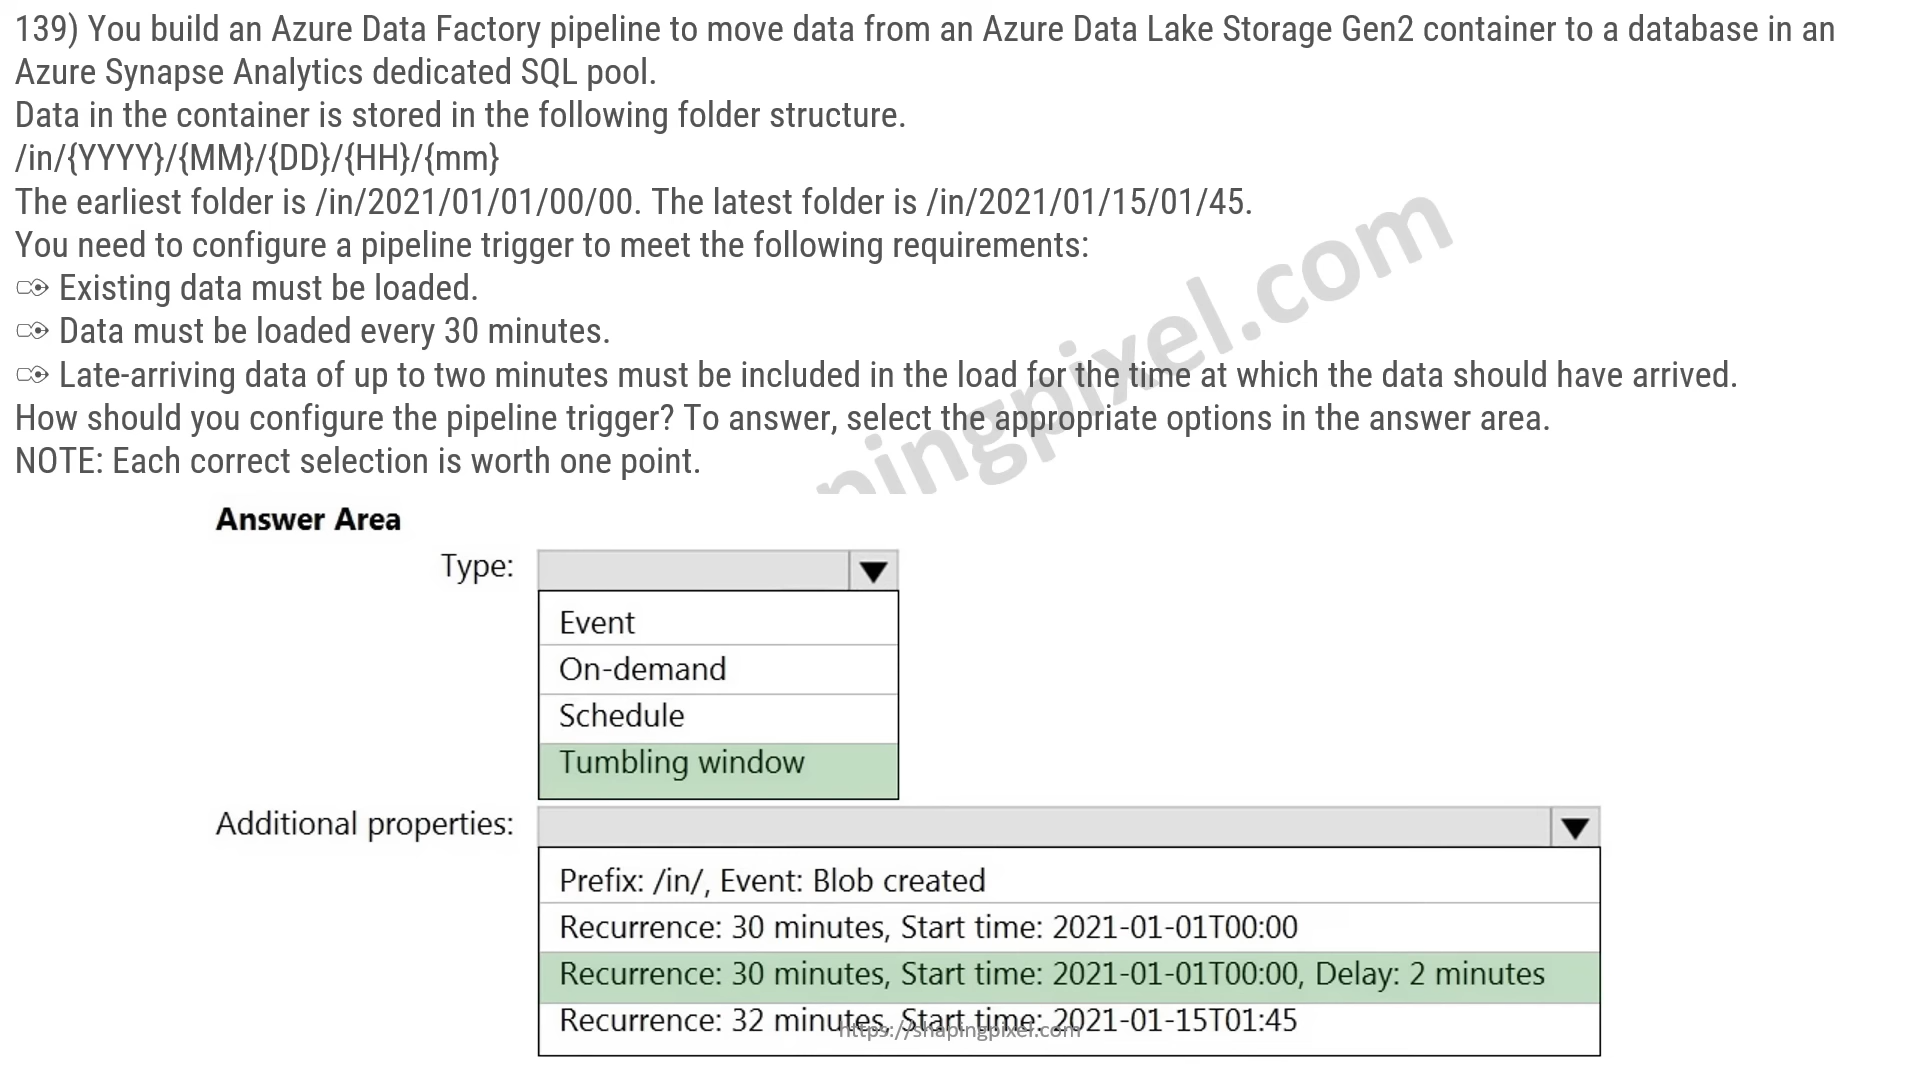 139) You build an Azure Data Factory pipeline to move data from an Azure Data Lake Storage Gen2 container to a database in an
Azure Synapse Analytics dedicated SQL pool.
Data in the container is stored in the following folder structure.
/in/{YYYY}/{MM}/{DD}/{HH}/{mm}
The earliest folder is /in/2021/01/01/00/00. The latest folder is /in/2021/01/15/01/45.
You need to configure a pipeline trigger to meet the following requirements:
Existing data must be loaded.
Data must be loaded every 30 minutes.
Late-arriving data of up to two minutes must be included in the load for the time at which the data should have arrived.
How should you configure the pipeline trigger? To answer, select the appropriate options in the answer area.
NOTE: Each correct selection is worth one point.
pingpixel.com
Answer Area
Type:
Event
On-demand
Schedule
Tumbling window
Additional properties:
Prefix: /in/, Event: Blob created
Recurrence: 30 minutes, Start time: 2021-01-01T00:00
Recurrence: 30 minutes, Start time: 2021-01-01T00:00, Delay: 2 minutes
Recurrence: 32 minutes, Start time: 2021-01-15T01:45
https://shapingpixel.com